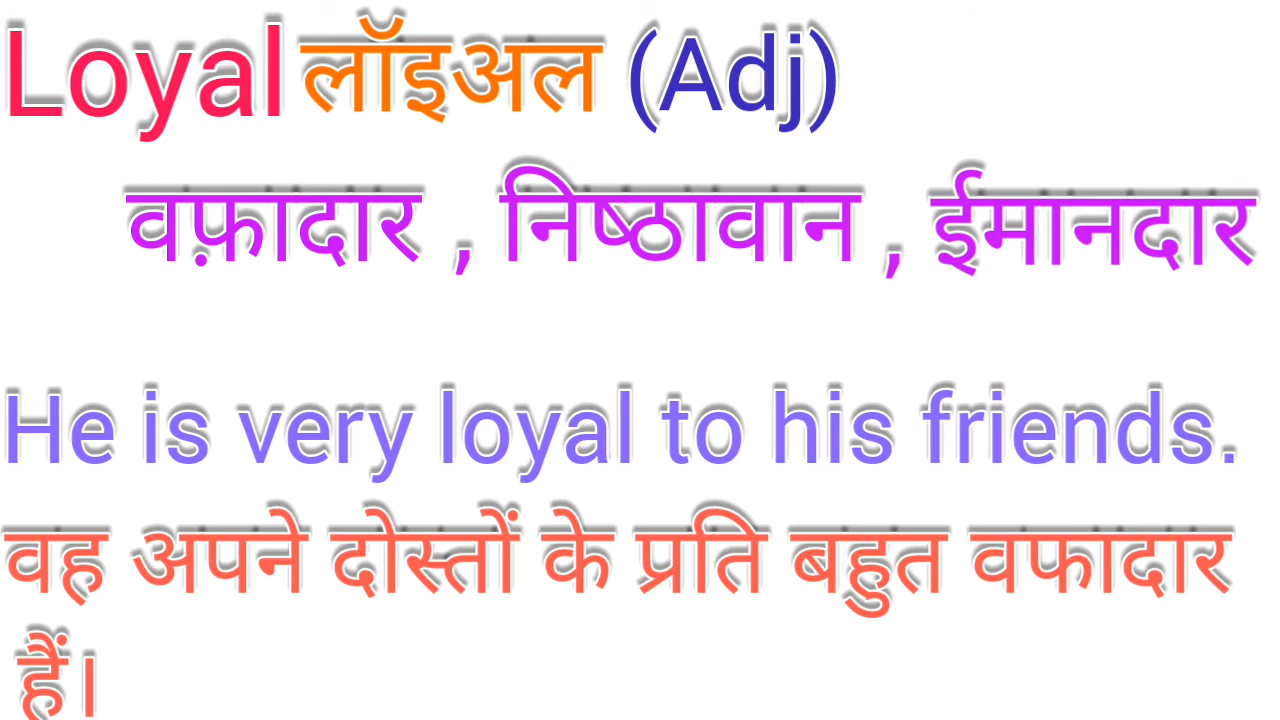 Loyal लॉइअल (Adj)
वफ़ादार , निष्ठावान , ईमानदार
He is very loyal to his friends.
वह अपने दोस्तों के प्रति बहुत वफादार
हैं।